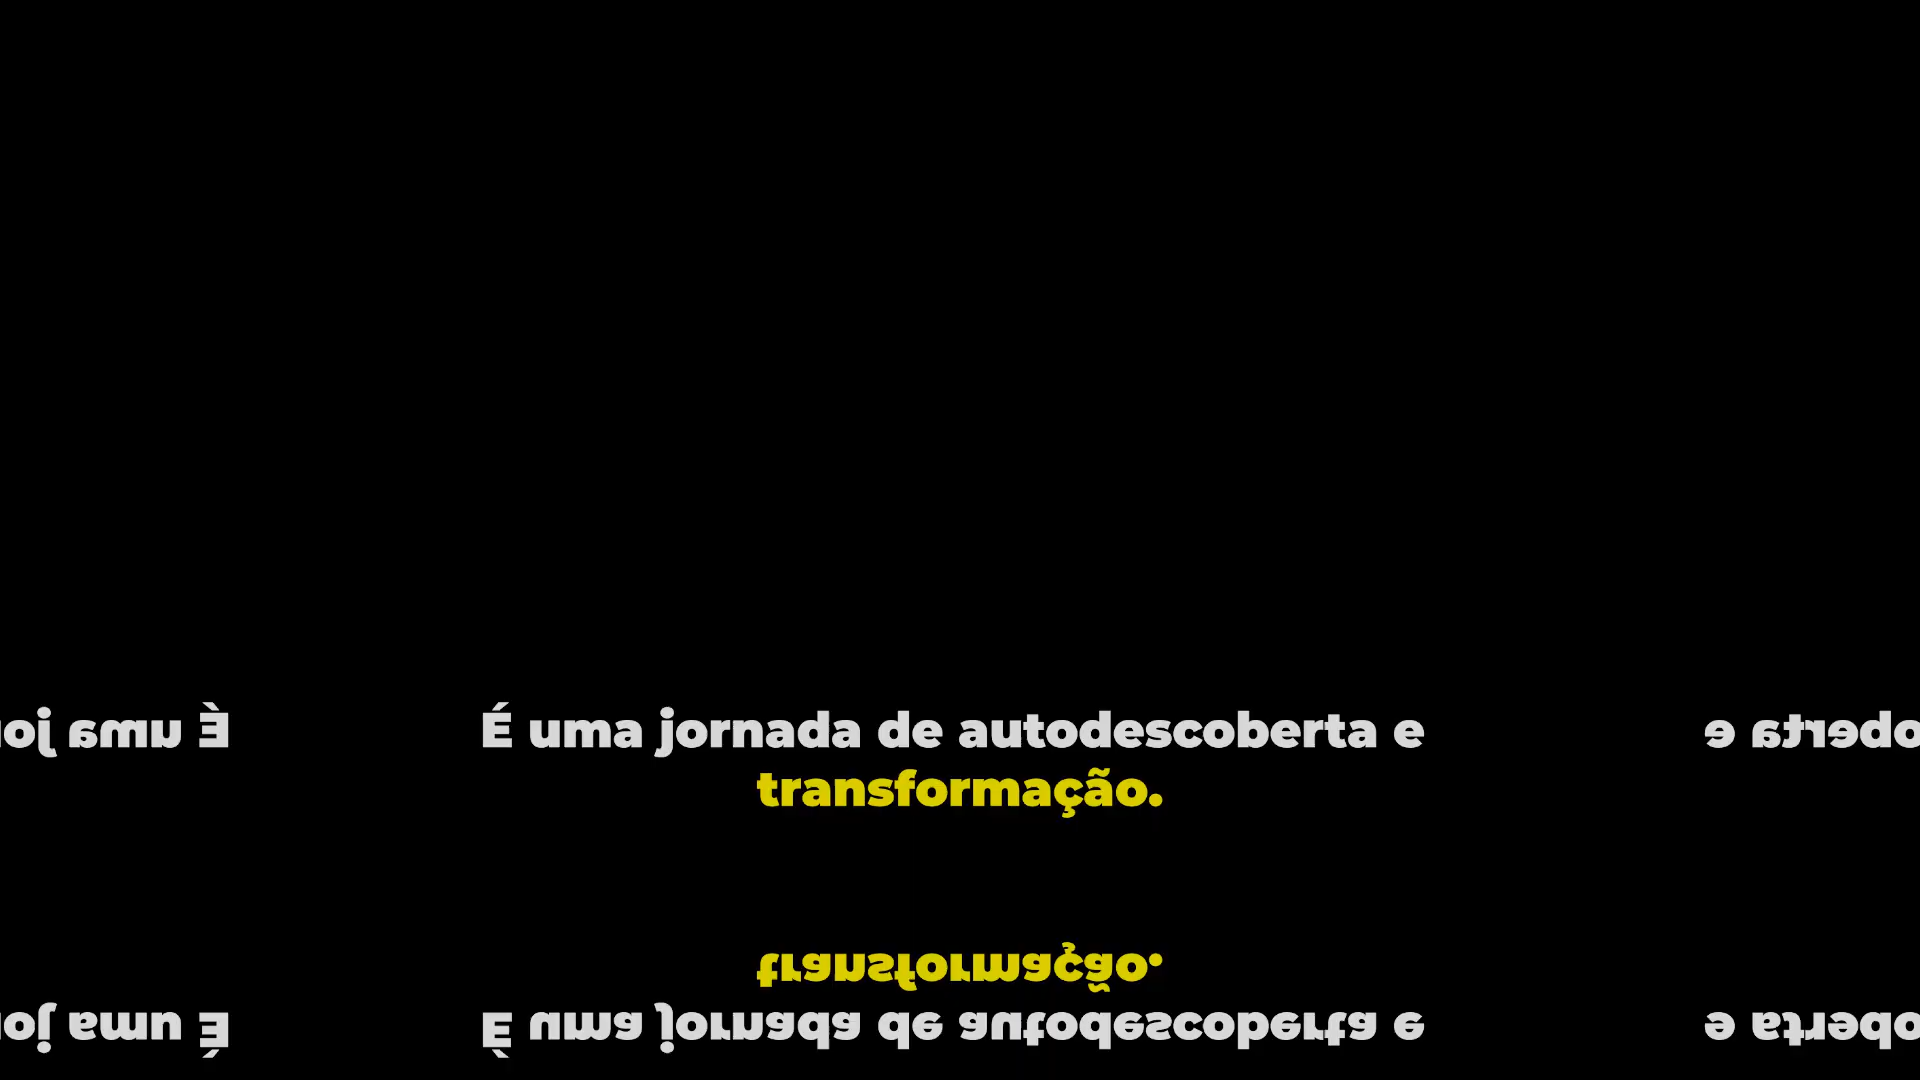 É uma jornada de autodescoberta e
transformação.